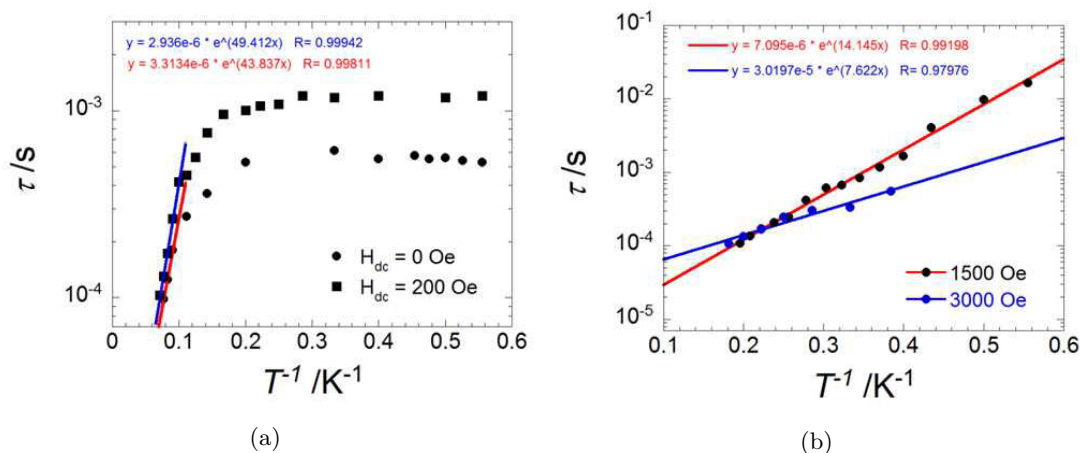 y = 2.936e-6 * e^(49.412x) R= 0.99942
y = 3.3134e-6 * e^(43.837x) R= 0.99811
10^-3
10^-4
τ /s
H_dc = 0 Oe
H_dc = 200 Oe
0 0.1 0.2 0.3 0.4 0.5 0.6
T^-1 /K^-1
(a)
10^-1
10^-2
10^-3
10^-4
10^-5
τ /s
y = 7.095e-6 * e^(14.145x) R= 0.99198
y = 3.0197e-5 * e^(7.622x) R= 0.97976
1500 Oe
3000 Oe
0.1 0.2 0.3 0.4 0.5 0.6
T^-1 /K^-1
(b)